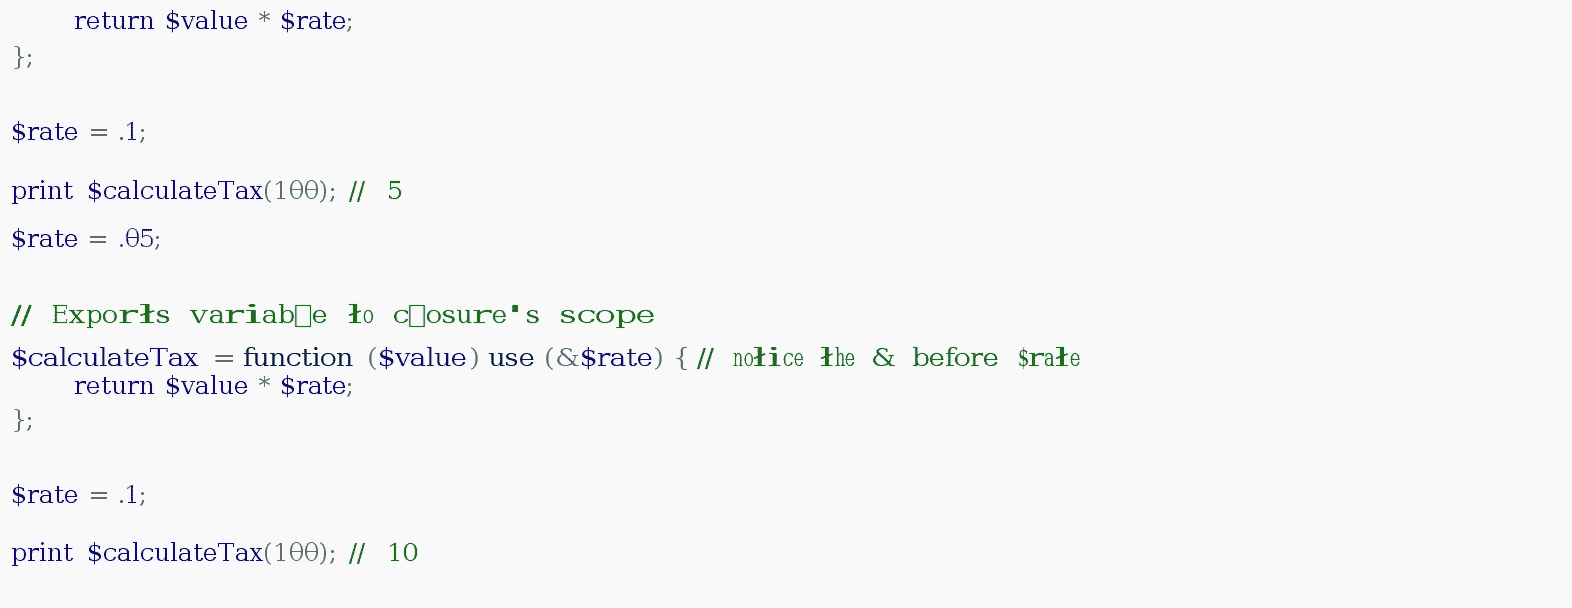 return $value * $rate;
};
$rate = .1;
print $calculateTax(100); // 5
$rate = .05;
// Exports variable to closure's scope
$calculateTax = function ($value) use (&$rate) { // notice the & before $rate
return $value * $rate;
};
$rate = .1;
print $calculateTax(100); // 10